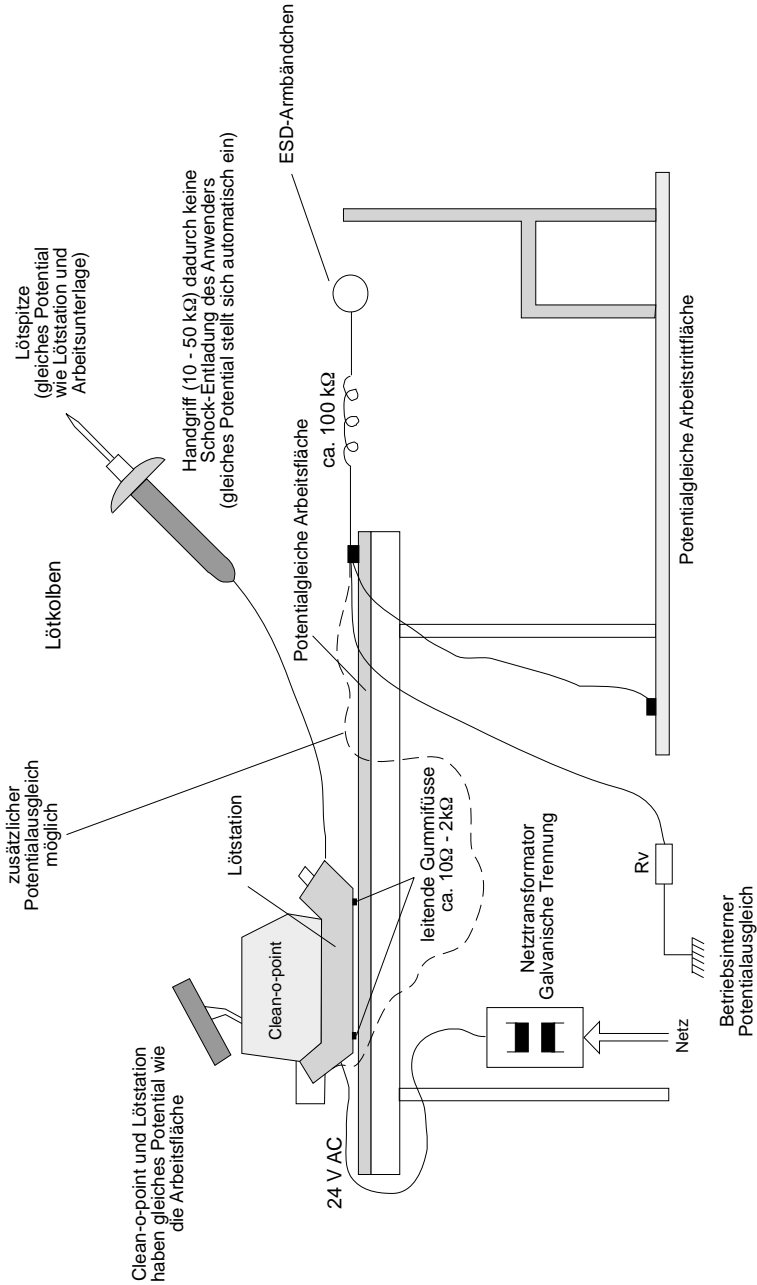 Clean-o-point und Lötstation
haben gleiches Potential wie
die Arbeitsfläche
zusätzlicher
Potentialausgleich
möglich
Lötkolben
Lötspitze
(gleiches Potential
wie Lötstation und
Arbeitsunterlage)
Handgriff (10 - 50 kΩ) dadurch keine
Schock-Entladung des Anwenders
(gleiches Potential stellt sich automatisch ein)
ESD-Armbändchen
Lötstation
Clean-o-point
Potentialgleiche Arbeitsfläche
ca. 100 kΩ
24 V AC
leitende Gummifüsse
ca. 10Ω - 2kΩ
Netztransformator
Galvanische Trennung
Netz
Rv
Betriebsinterner
Potentialausgleich
Potentialgleiche Arbeitstrittfläche